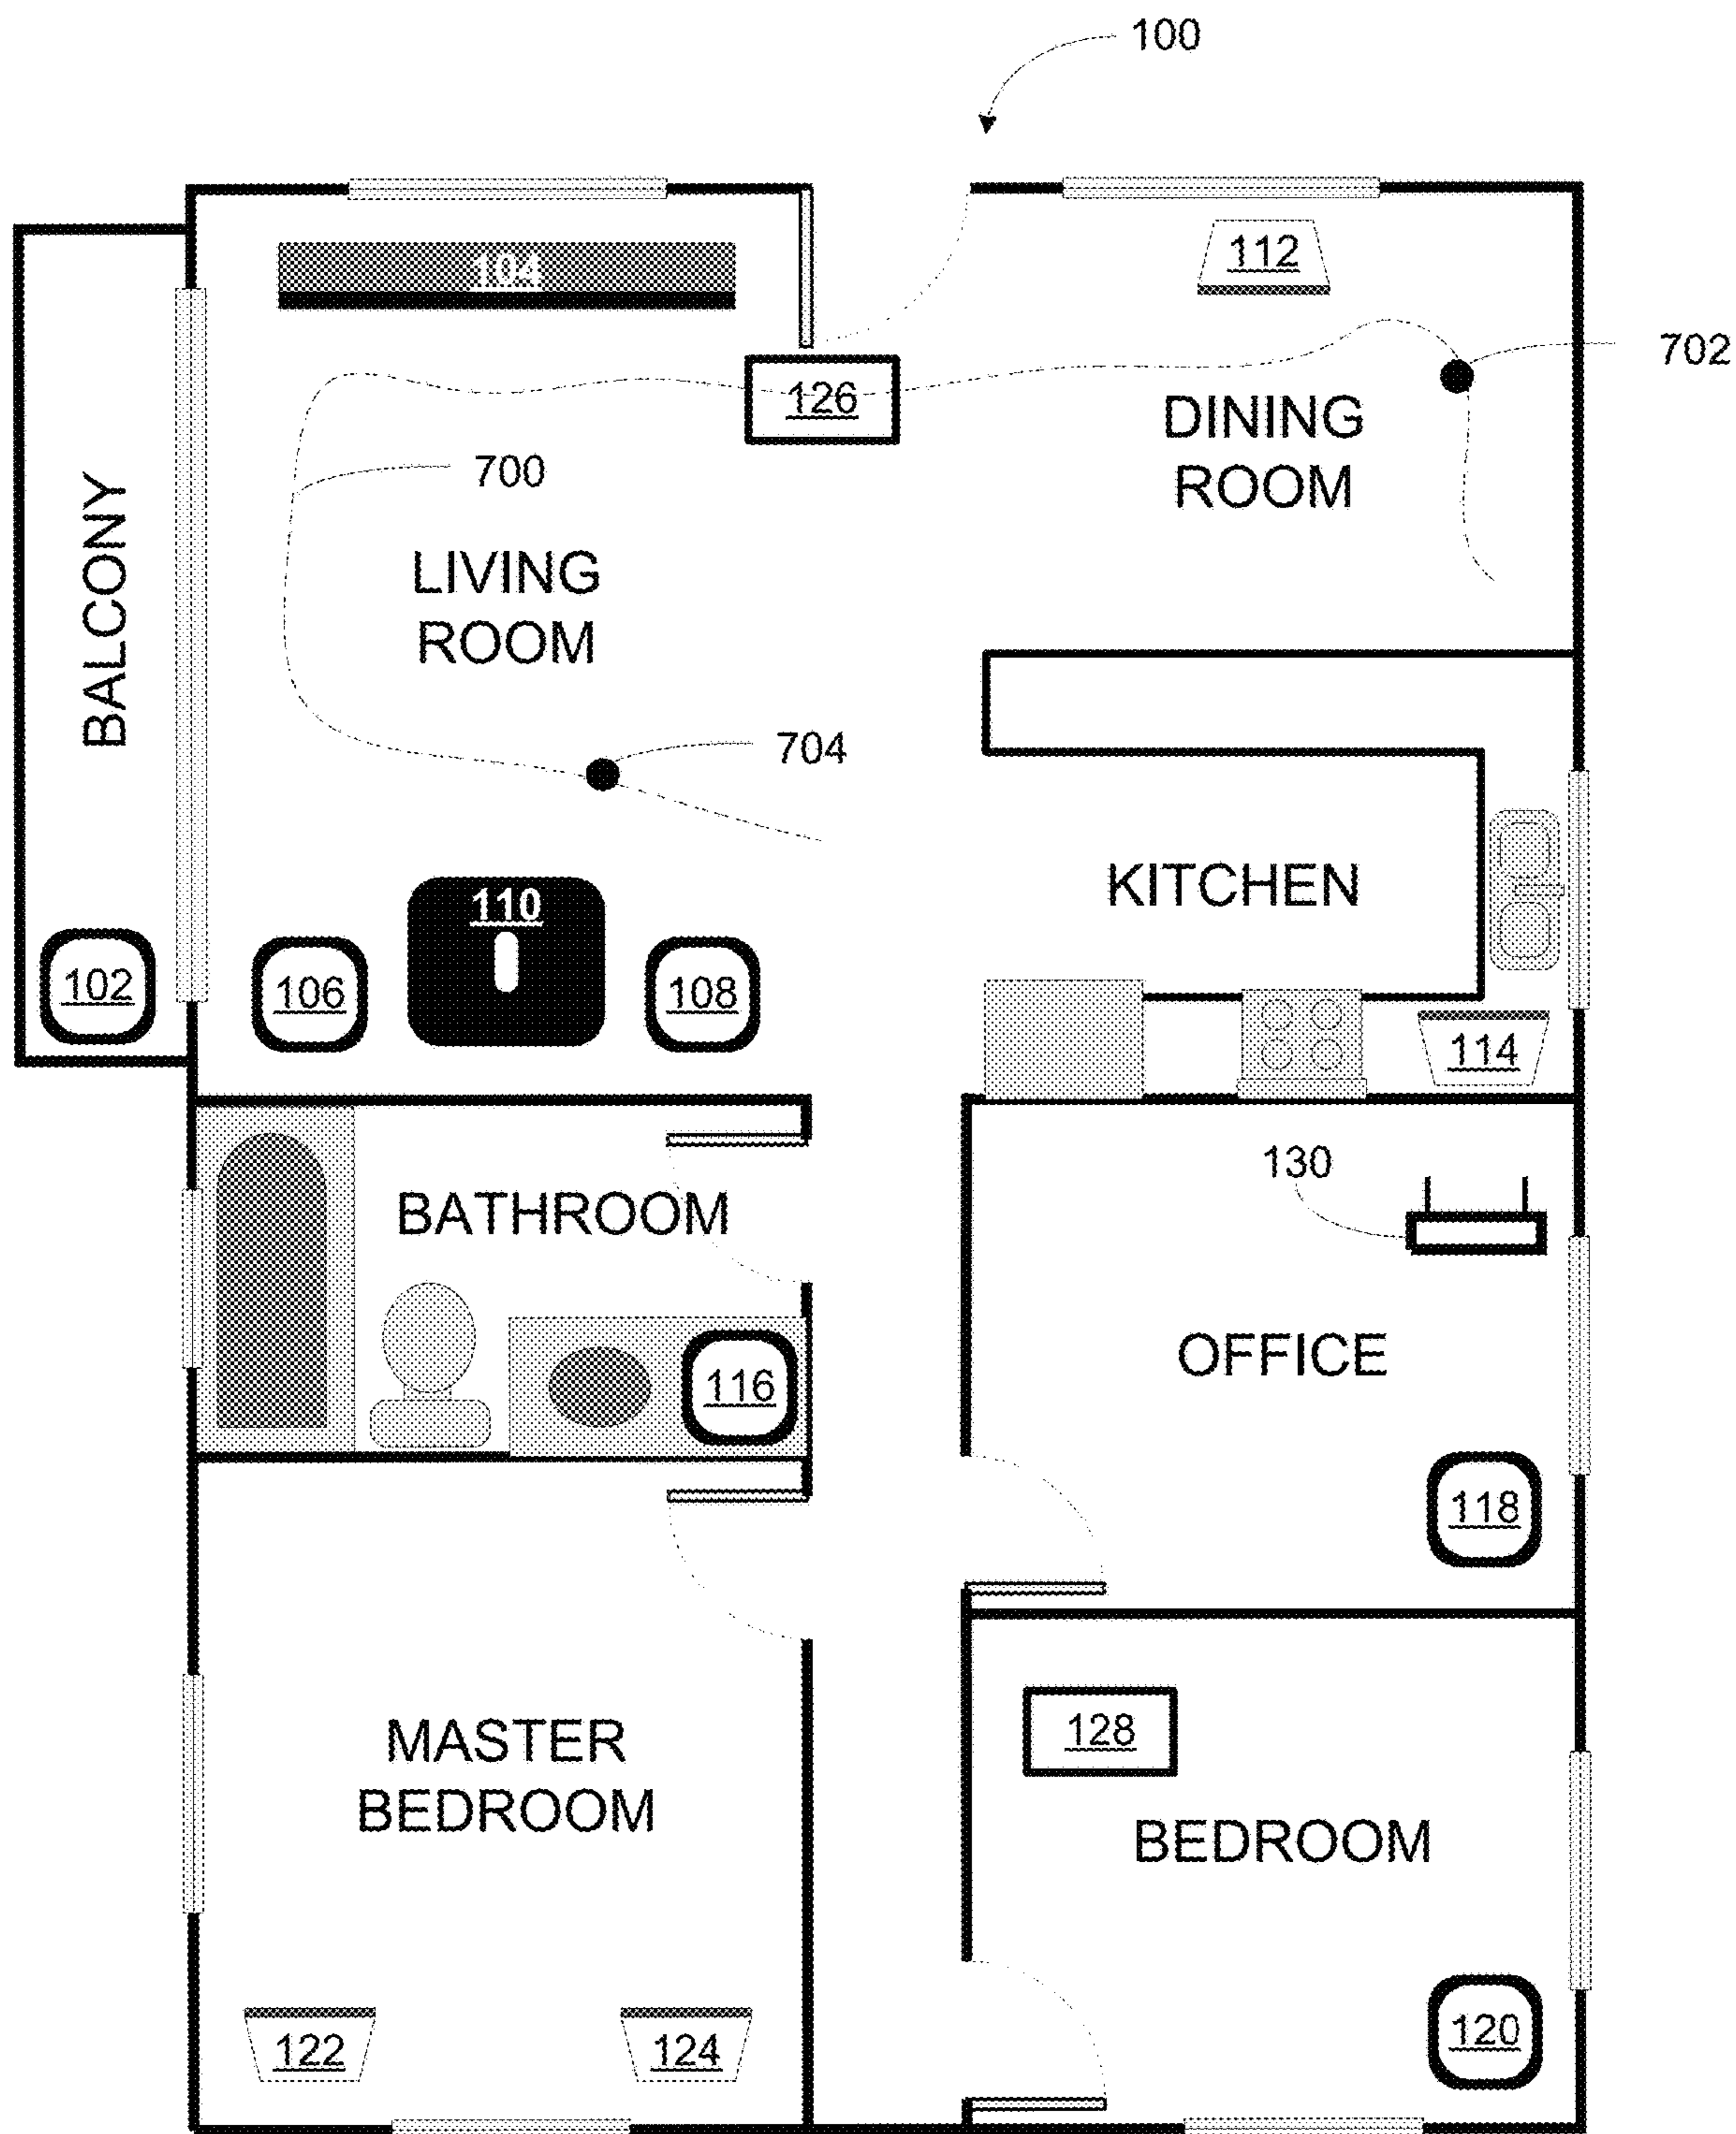 100
104
112
702
126
DINING
ROOM
700
BALCONY
LIVING
ROOM
704
KITCHEN
110
102
106
108
114
130
BATHROOM
OFFICE
116
118
128
MASTER
BEDROOM
BEDROOM
120
122
124